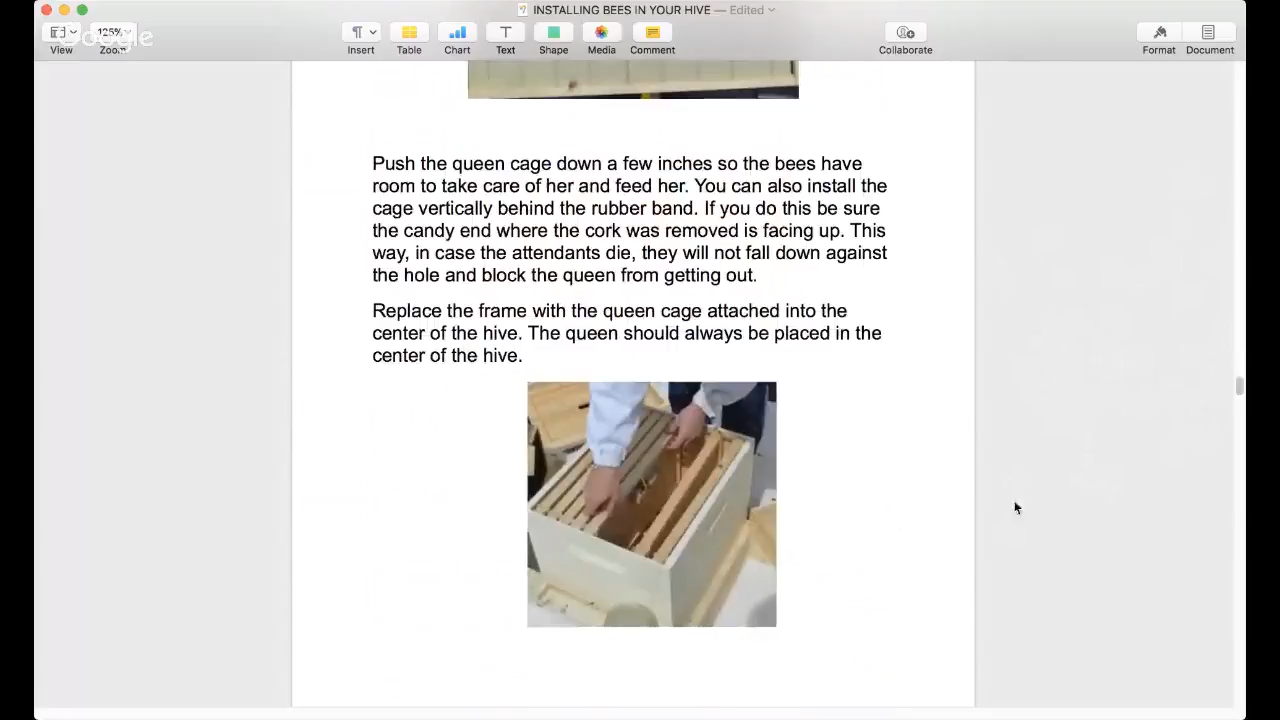 INSTALLING BEES IN YOUR HIVE — Edited
125%
Google
View
Zoom
Insert
Table
Chart
Text
Shape
Media
Comment
Collaborate
Format
Document
Push the queen cage down a few inches so the bees have
room to take care of her and feed her. You can also install the
cage vertically behind the rubber band. If you do this be sure
the candy end where the cork was removed is facing up. This
way, in case the attendants die, they will not fall down against
the hole and block the queen from getting out.
Replace the frame with the queen cage attached into the
center of the hive. The queen should always be placed in the
center of the hive.